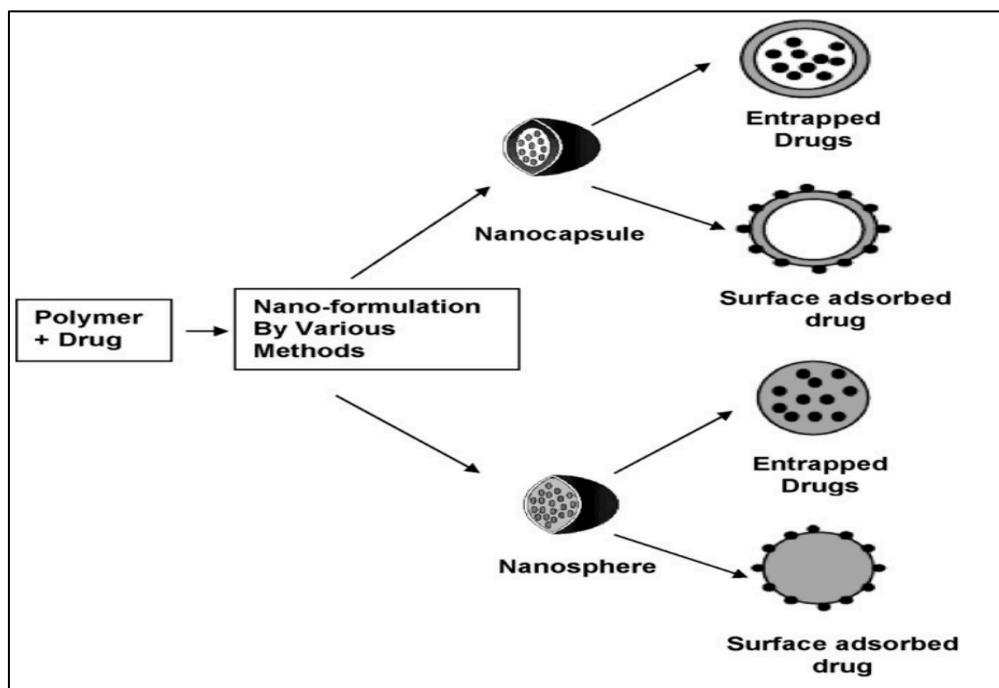 Polymer
+ Drug
Nano-formulation
By Various
Methods
Nanocapsule
Entrapped
Drugs
Surface adsorbed
drug
Nanosphere
Entrapped
Drugs
Surface adsorbed
drug